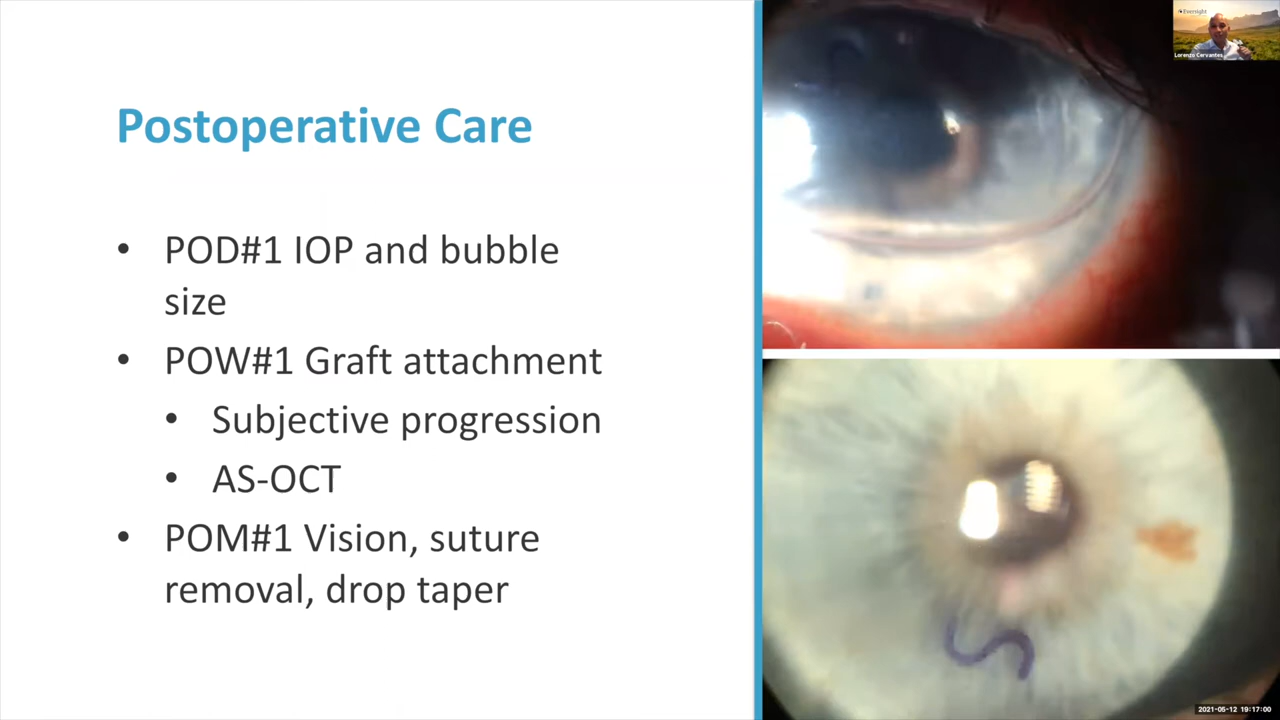 Postoperative Care
• POD#1 IOP and bubble
size
• POW#1 Graft attachment
• Subjective progression
• AS-OCT
• POM#1 Vision, suture
removal, drop taper
Eversight
Lorenzo Cervantes
S
2021-05-12 19:17:00